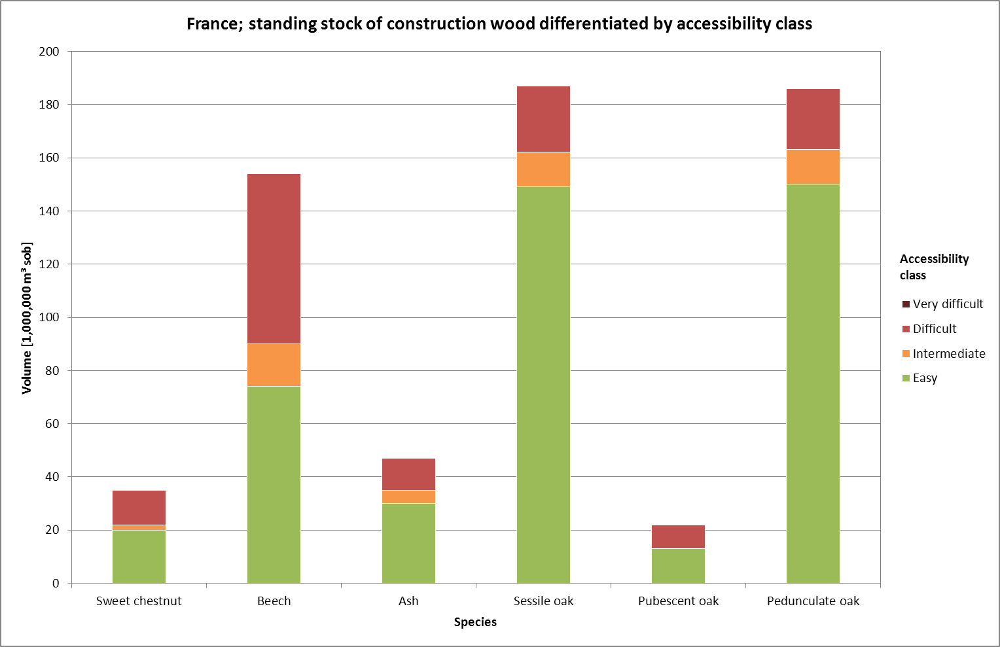 France; standing stock of construction wood differentiated by accessibility class
200
180
160
140
120
100
80
60
40
20
0
Volume [1,000,000 m³ sob]
Sweet chestnut
Beech
Ash
Sessile oak
Pubescent oak
Pedunculate oak
Species
Accessibility
class
Very difficult
Difficult
Intermediate
Easy